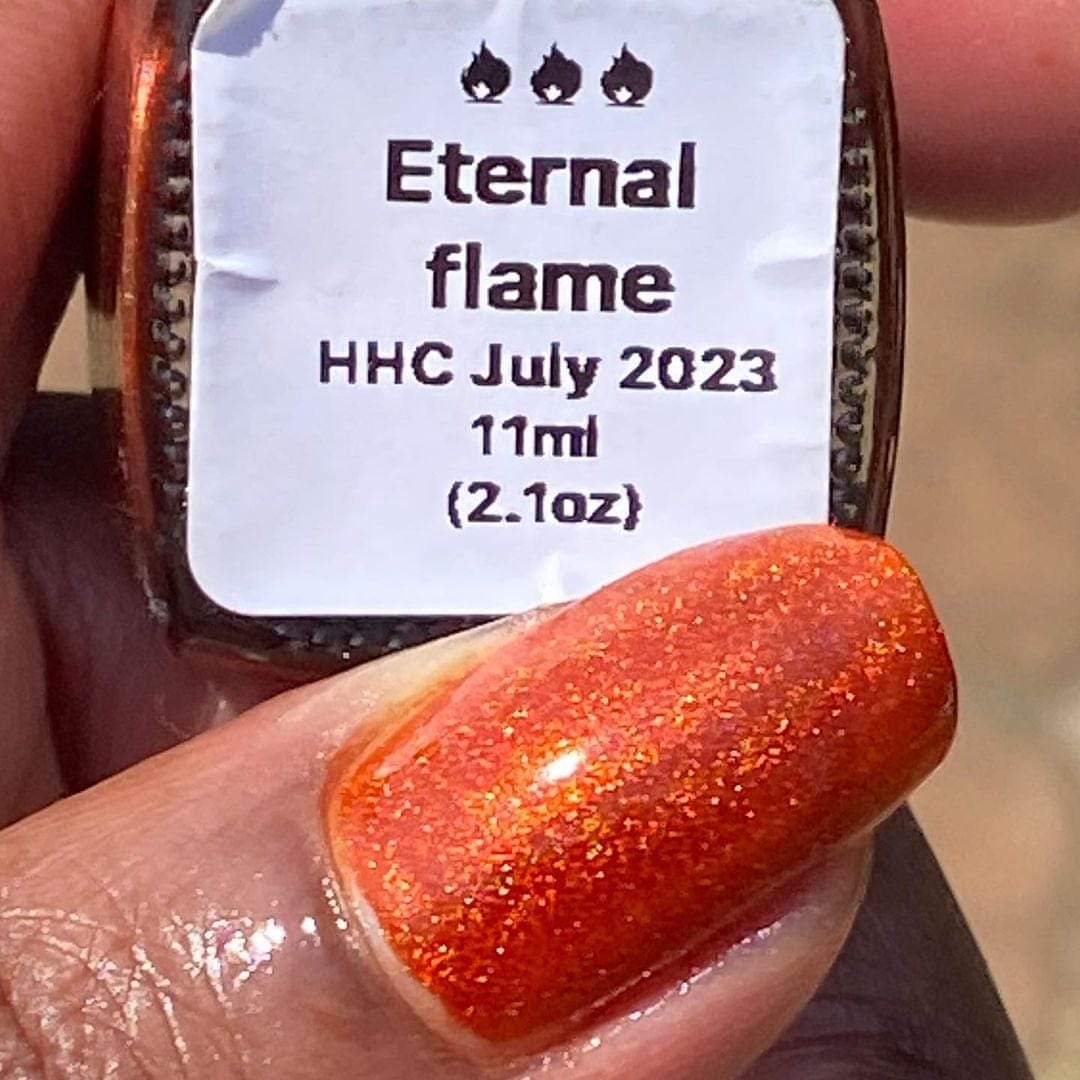 Eternal
flame
HHC July 2023
11ml
(2.1oz}